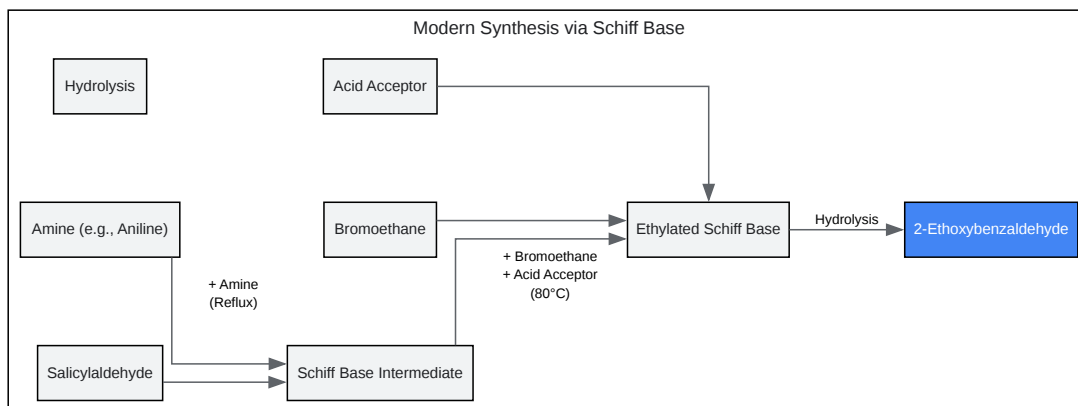 Modern Synthesis via Schiff Base
Hydrolysis
Acid Acceptor
Amine (e.g., Aniline)
Bromoethane
Ethylated Schiff Base
Hydrolysis
2-Ethoxybenzaldehyde
+ Amine
(Reflux)
+ Bromoethane
+ Acid Acceptor
(80°C)
Salicylaldehyde
Schiff Base Intermediate